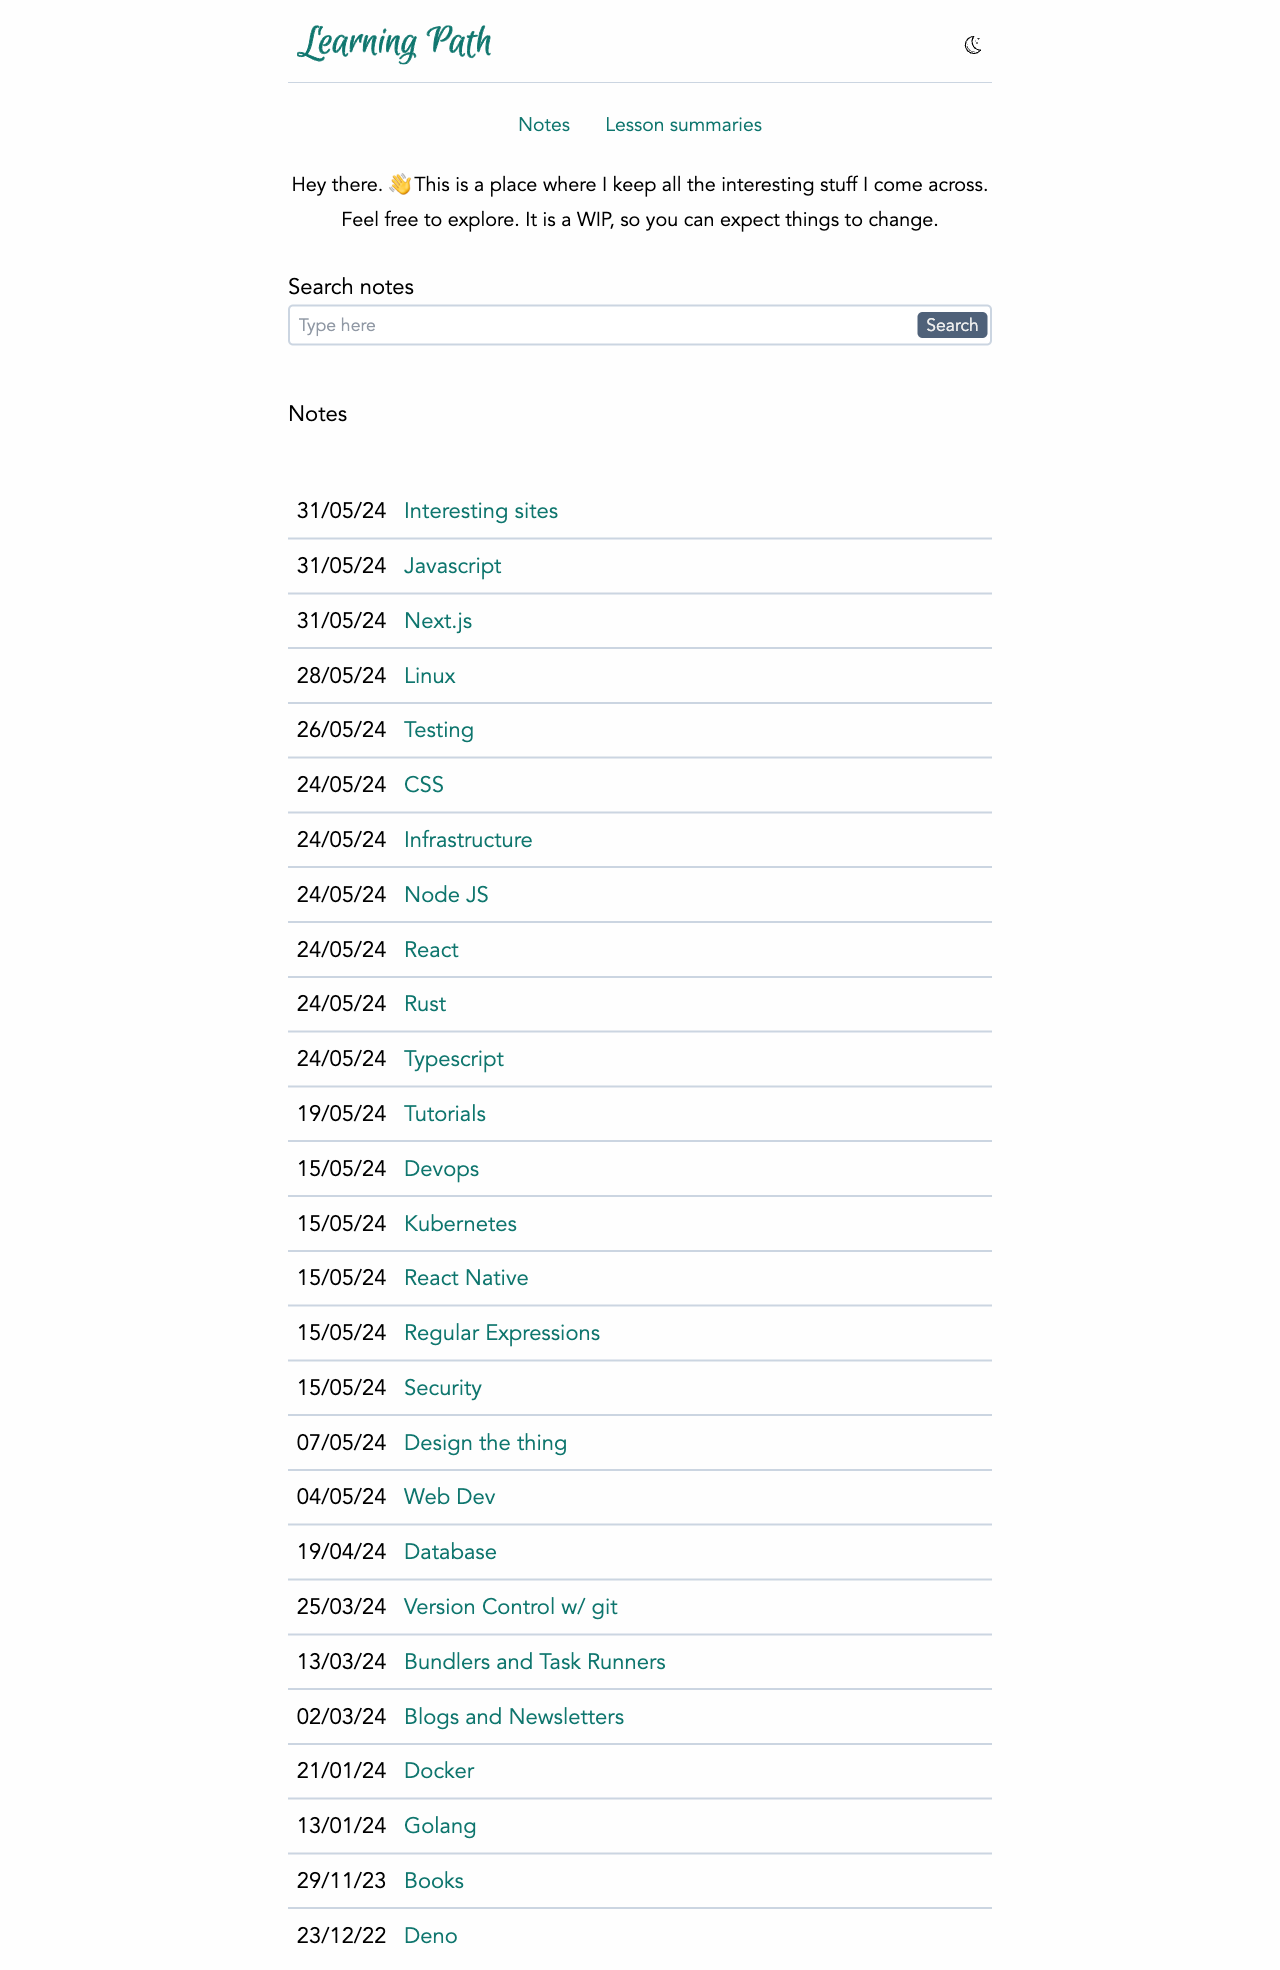 Learning Path
Notes Lesson summaries
Hey there. 👋 This is a place where I keep all the interesting stuff I come across.
Feel free to explore. It is a WIP, so you can expect things to change.
Search notes
Type here Search
Notes
31/05/24 Interesting sites
31/05/24 Javascript
31/05/24 Next.js
28/05/24 Linux
26/05/24 Testing
24/05/24 CSS
24/05/24 Infrastructure
24/05/24 Node JS
24/05/24 React
24/05/24 Rust
24/05/24 Typescript
19/05/24 Tutorials
15/05/24 Devops
15/05/24 Kubernetes
15/05/24 React Native
15/05/24 Regular Expressions
15/05/24 Security
07/05/24 Design the thing
04/05/24 Web Dev
19/04/24 Database
25/03/24 Version Control w/ git
13/03/24 Bundlers and Task Runners
02/03/24 Blogs and Newsletters
21/01/24 Docker
13/01/24 Golang
29/11/23 Books
23/12/22 Deno